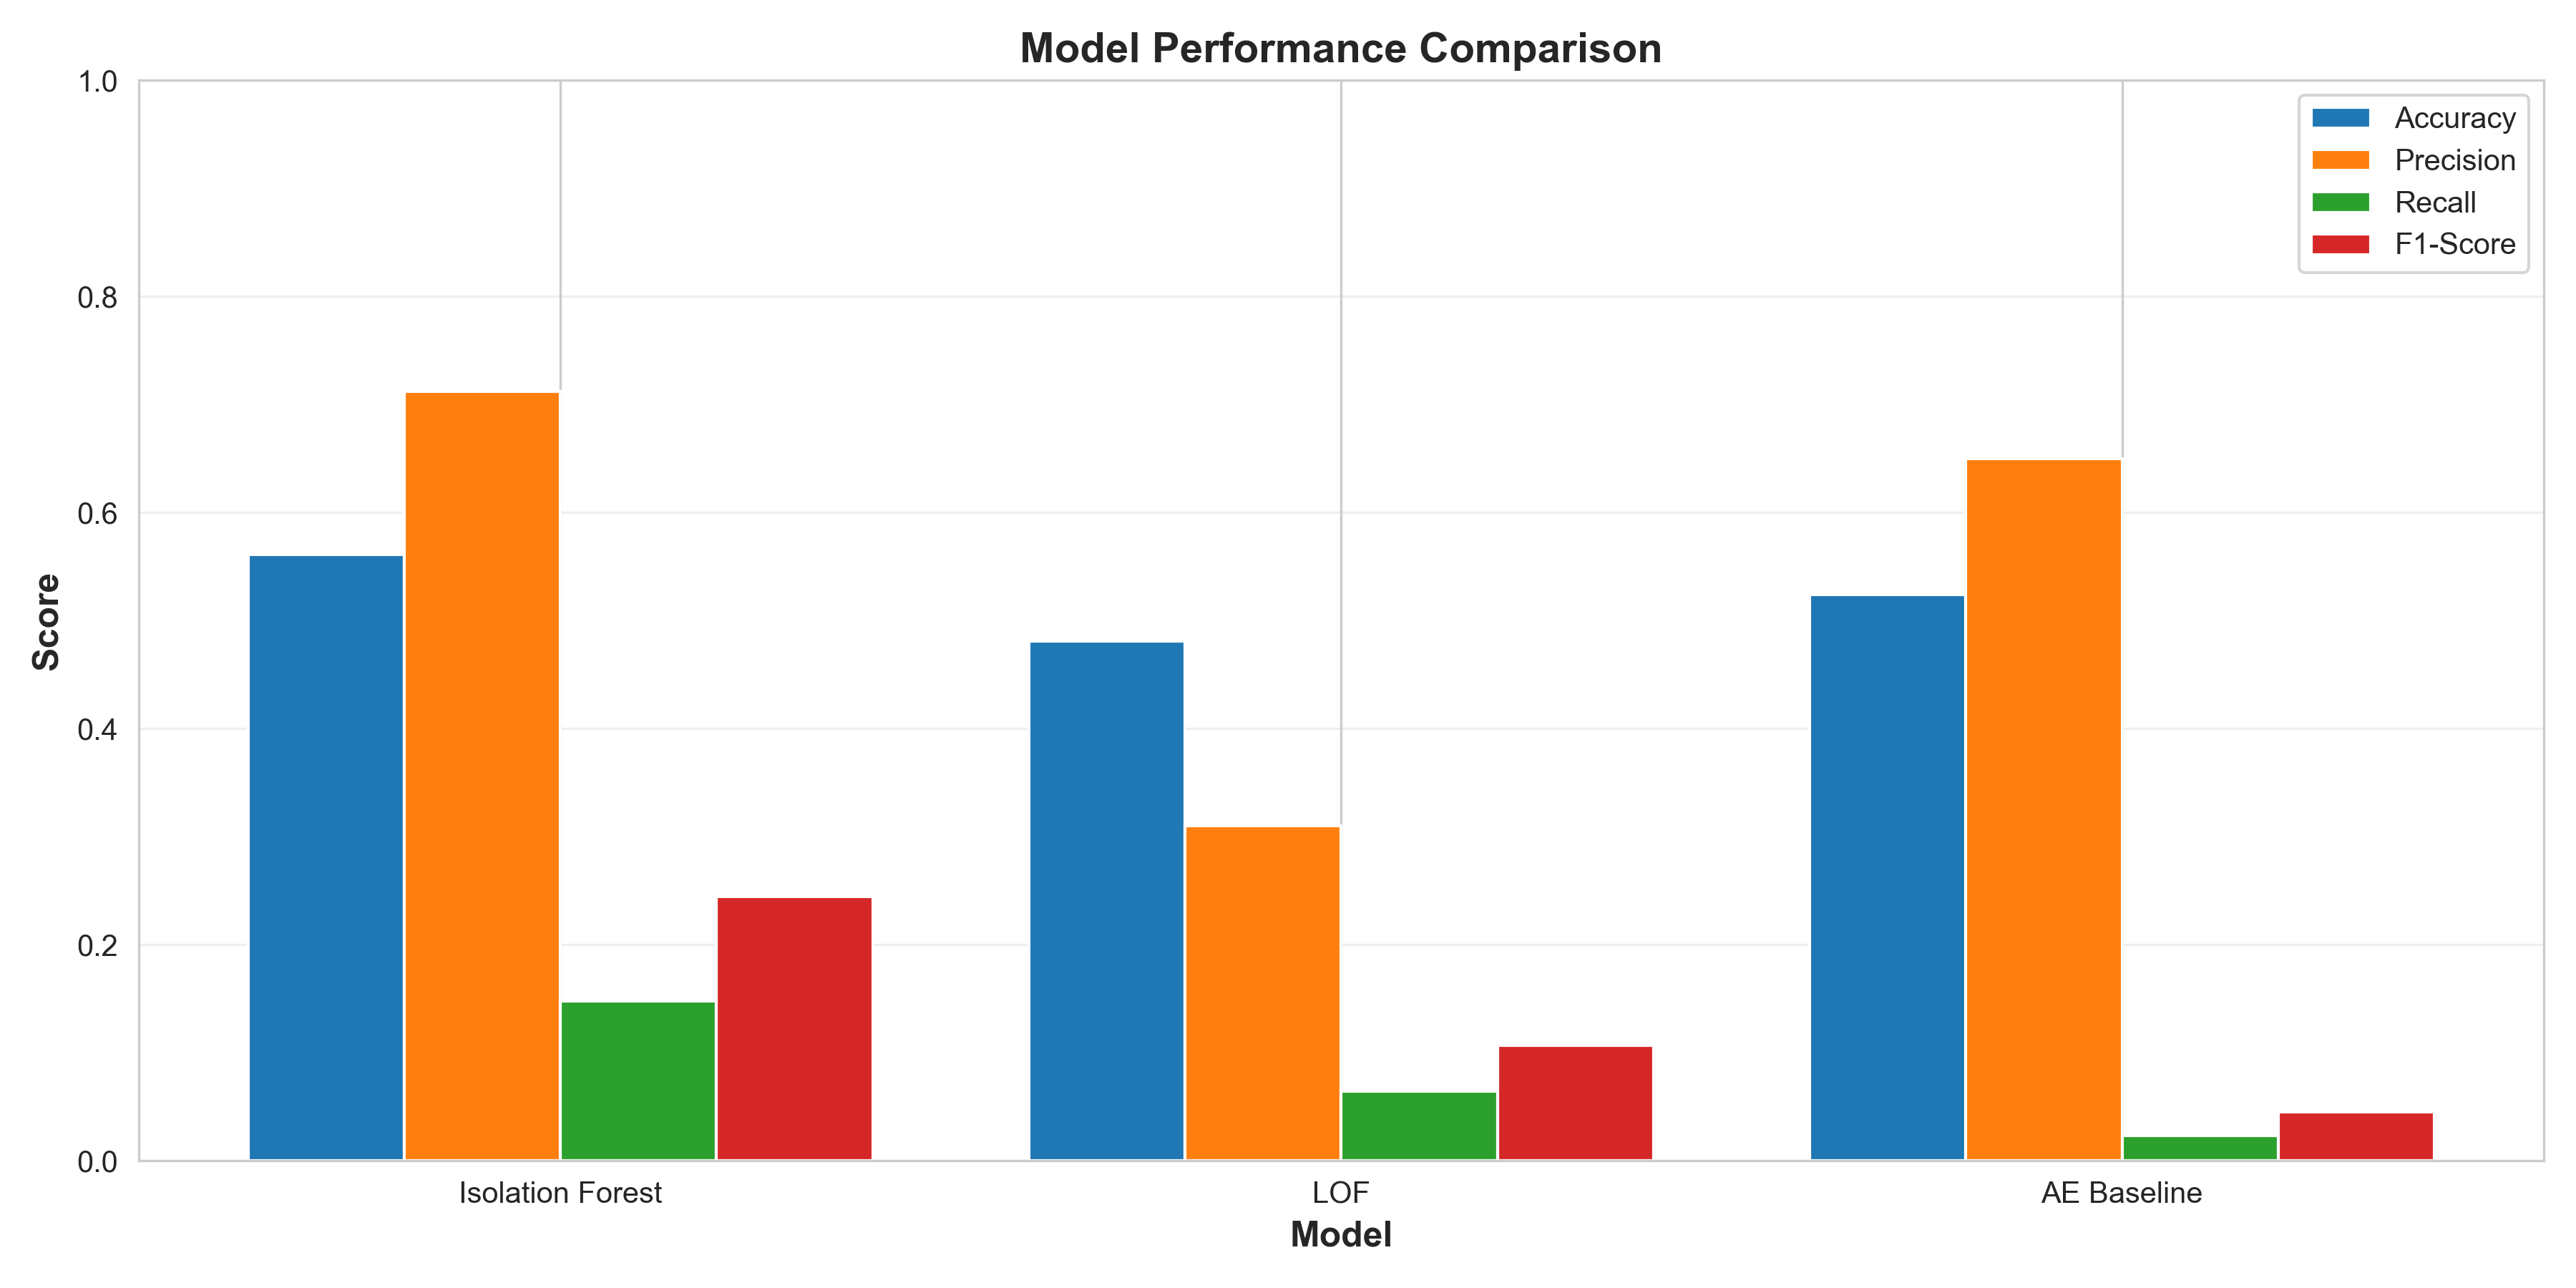 Model Performance Comparison
1.0
0.8
0.6
0.4
0.2
0.0
Score
Accuracy
Precision
Recall
F1-Score
Isolation Forest
LOF
AE Baseline
Model